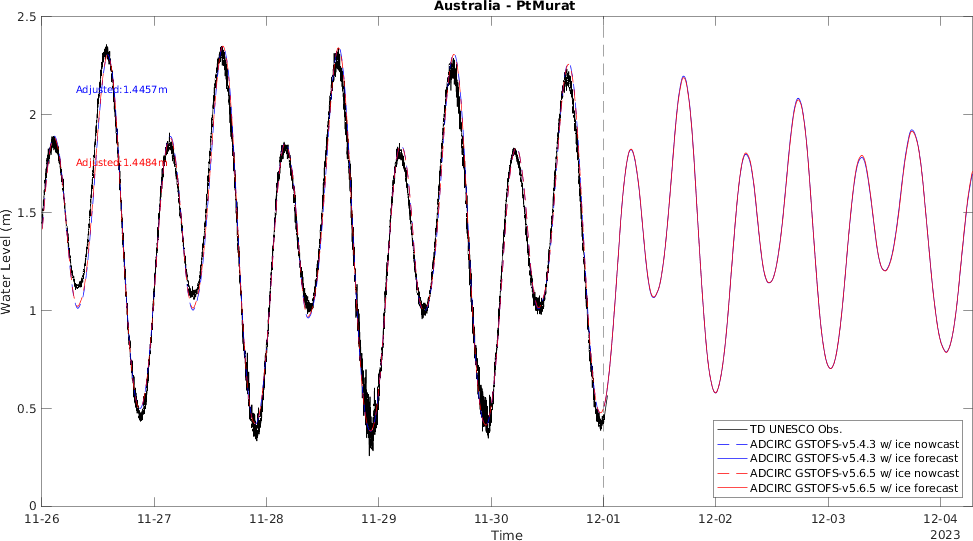 Australia - PtMurat
2.5
2
1.5
1
0.5
0
Water Level (m)
Adjusted:1.4457m
Adjusted:1.4484m
TD UNESCO Obs.
ADCIRC GSTOFS-v5.4.3 w/ ice nowcast
ADCIRC GSTOFS-v5.4.3 w/ ice forecast
ADCIRC GSTOFS-v5.6.5 w/ ice nowcast
ADCIRC GSTOFS-v5.6.5 w/ ice forecast
11-26 11-27 11-28 11-29 11-30 12-01 12-02 12-03 12-04
Time
2023